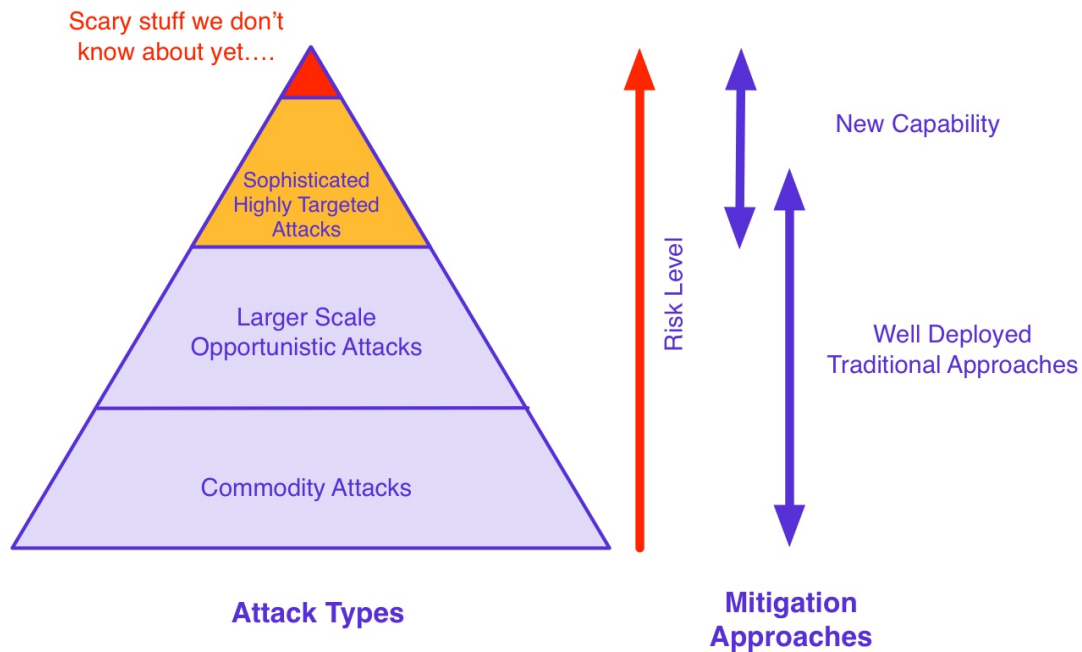 Scary stuff we don’t
know about yet....
Sophisticated
Highly Targeted
Attacks
Larger Scale
Opportunistic Attacks
Commodity Attacks
Attack Types
Risk Level
New Capability
Well Deployed
Traditional Approaches
Mitigation
Approaches